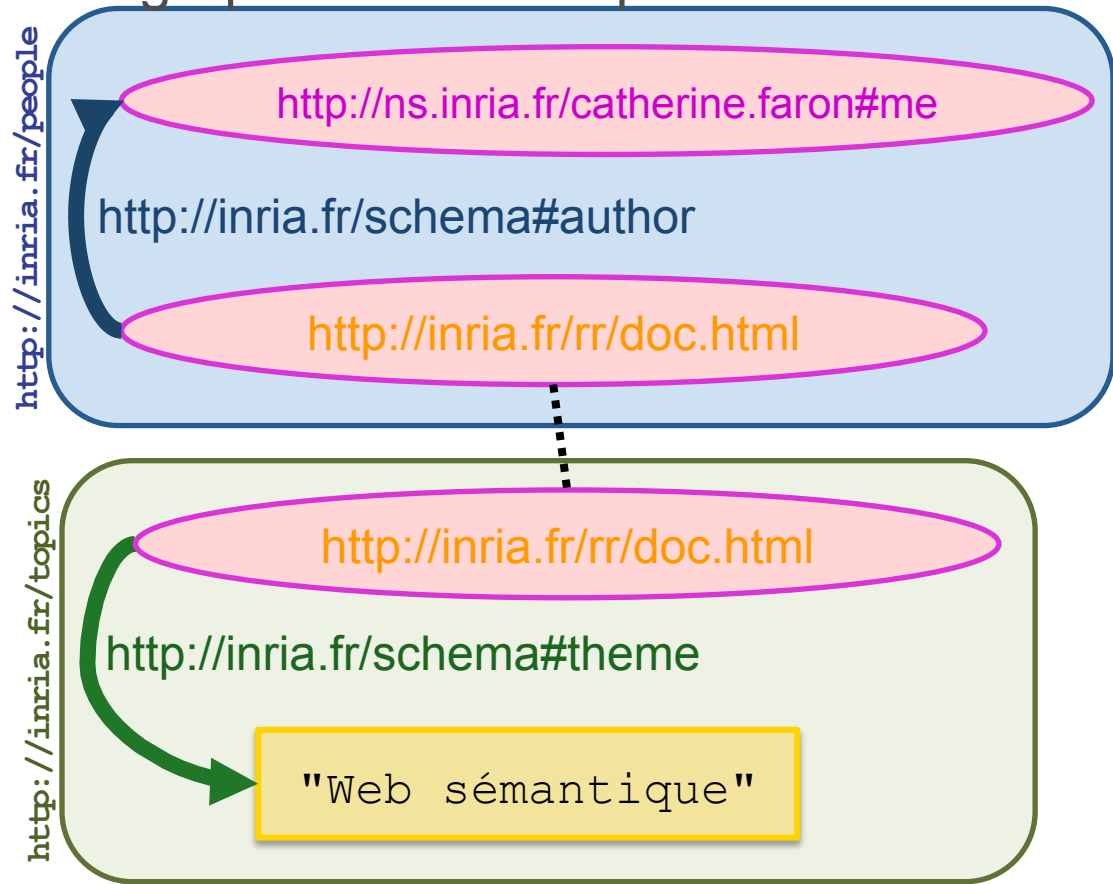 http://inria.fr/people
http://ns.inria.fr/catherine.faron#me
http://inria.fr/schema#author
http://inria.fr/rr/doc.html
http://inria.fr/topics
http://inria.fr/rr/doc.html
http://inria.fr/schema#theme
"Web sémantique"